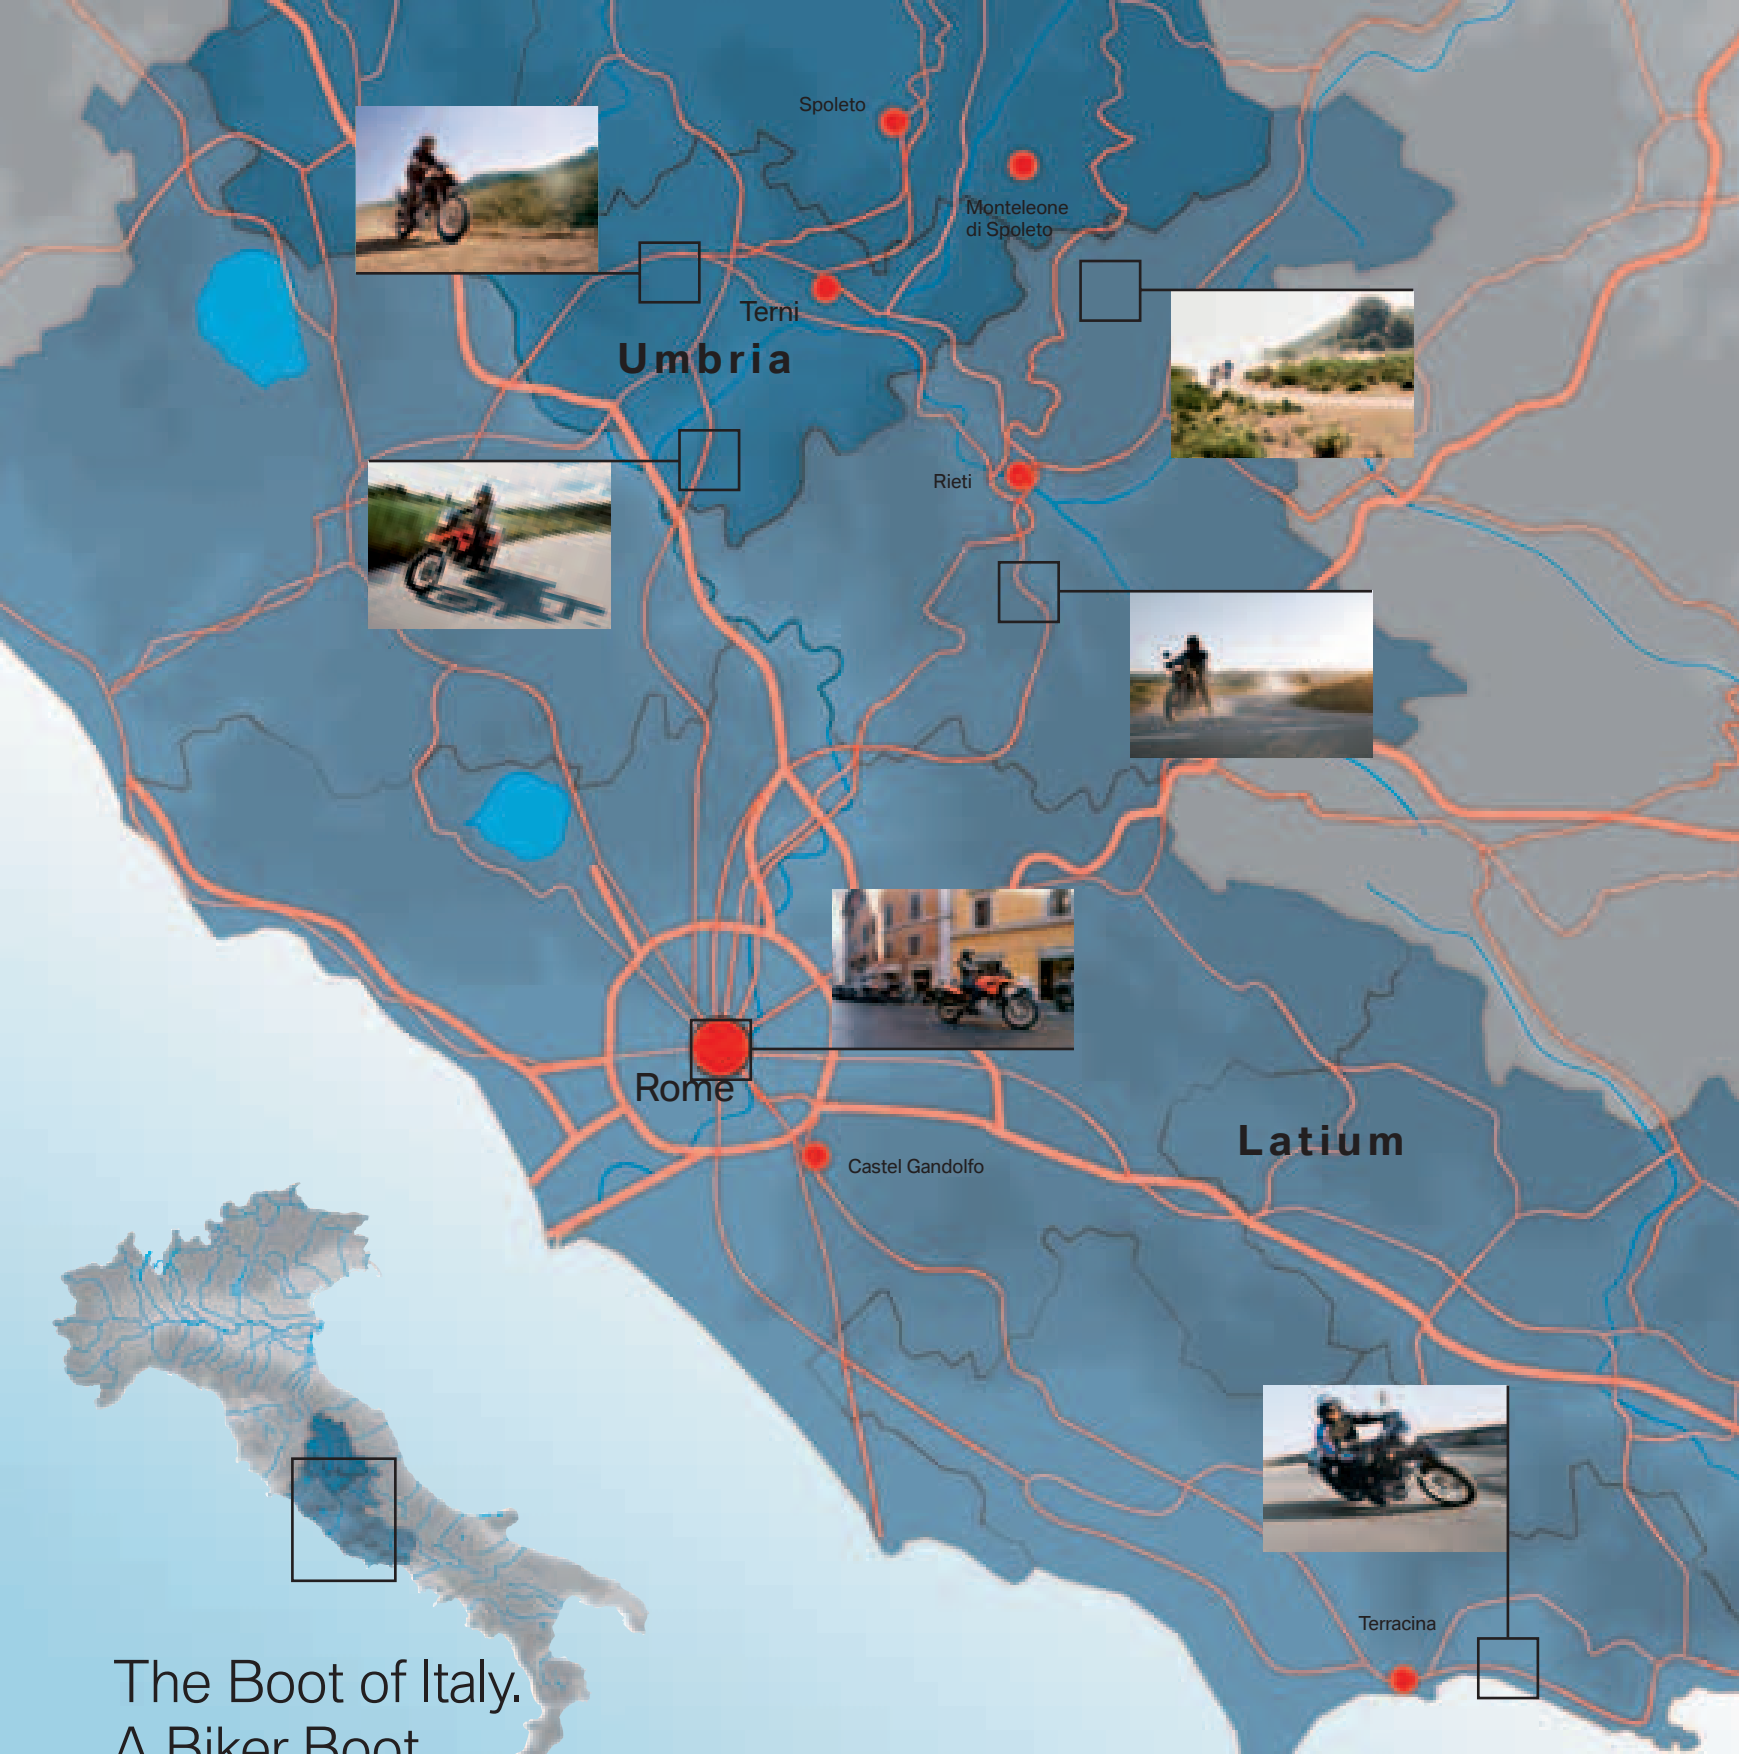 Spoleto
Monteleone
di Spoleto
Terni
Umbria
Rieti
Rome
Castel Gandolfo
Latium
Terracina
The Boot of Italy.
A Biker Boot